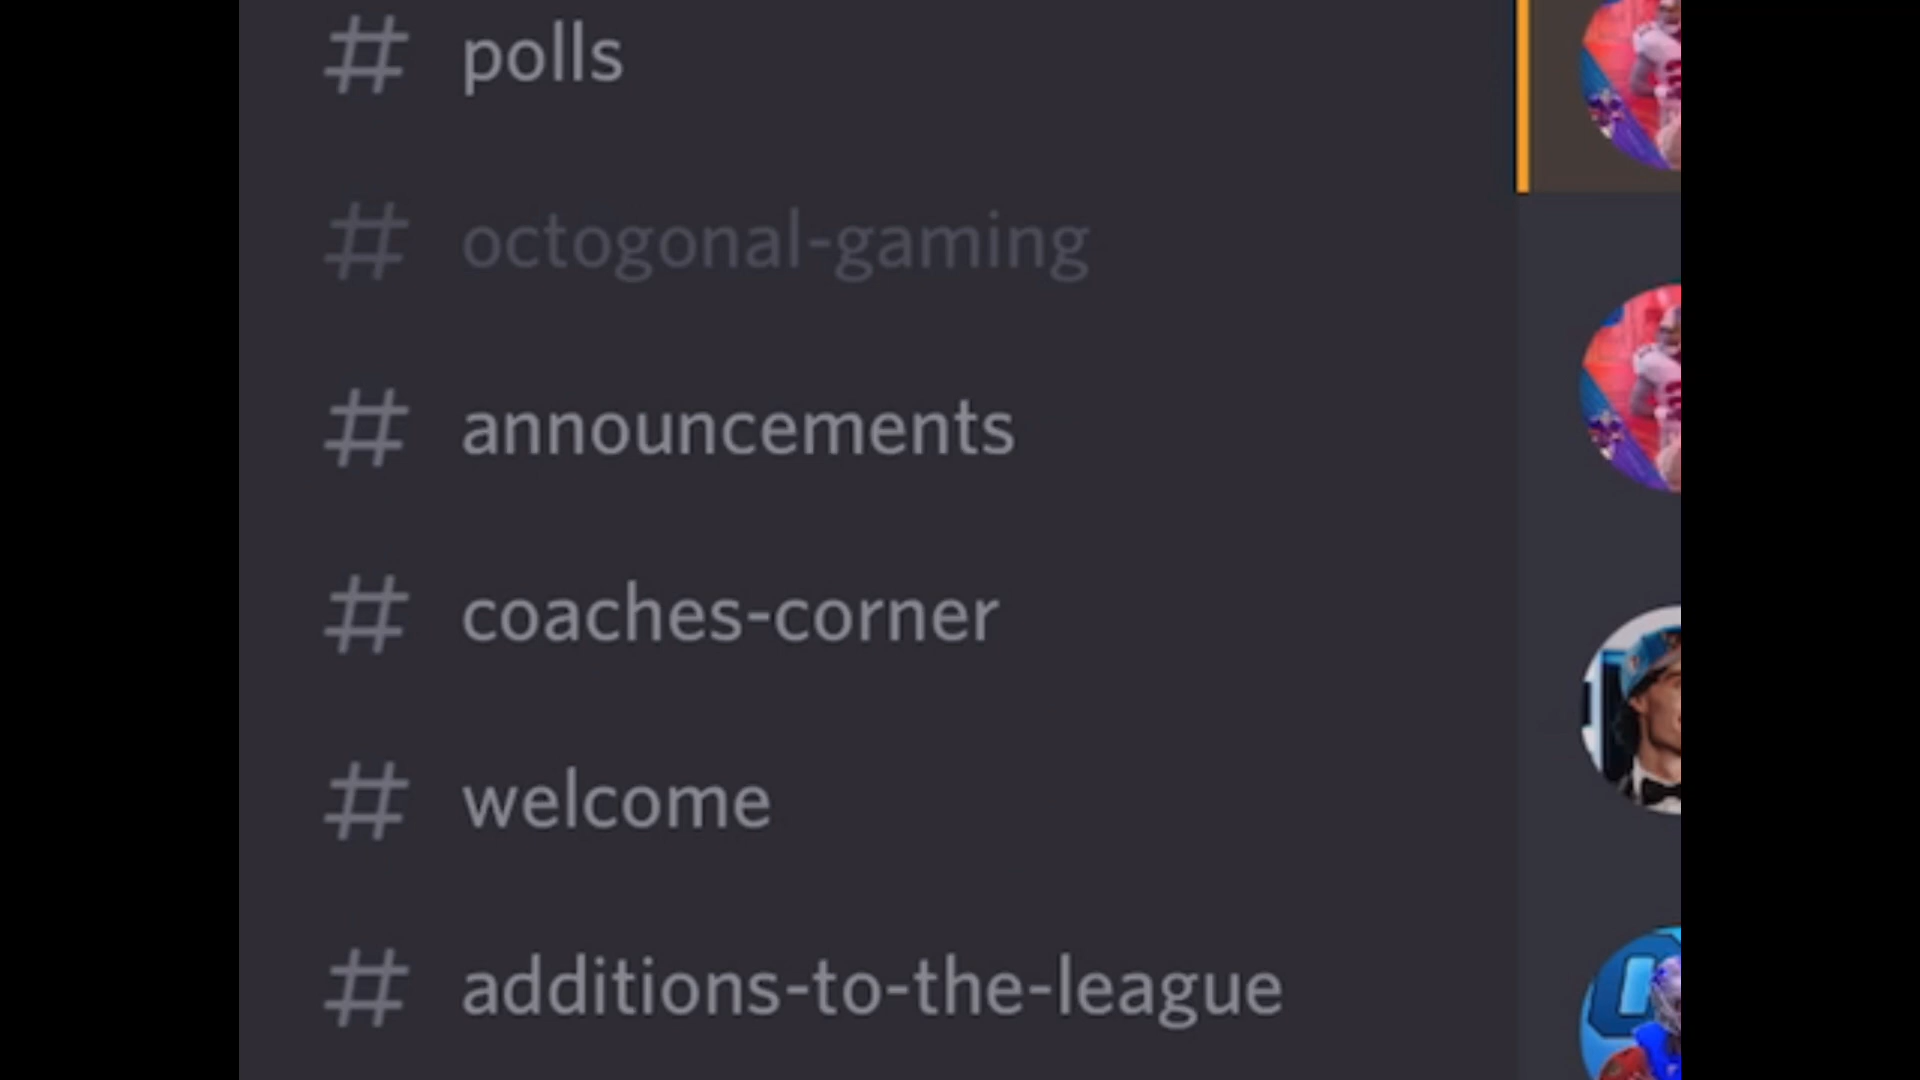 # polls
# octogonal-gaming
# announcements
# coaches-corner
# welcome
# additions-to-the-league